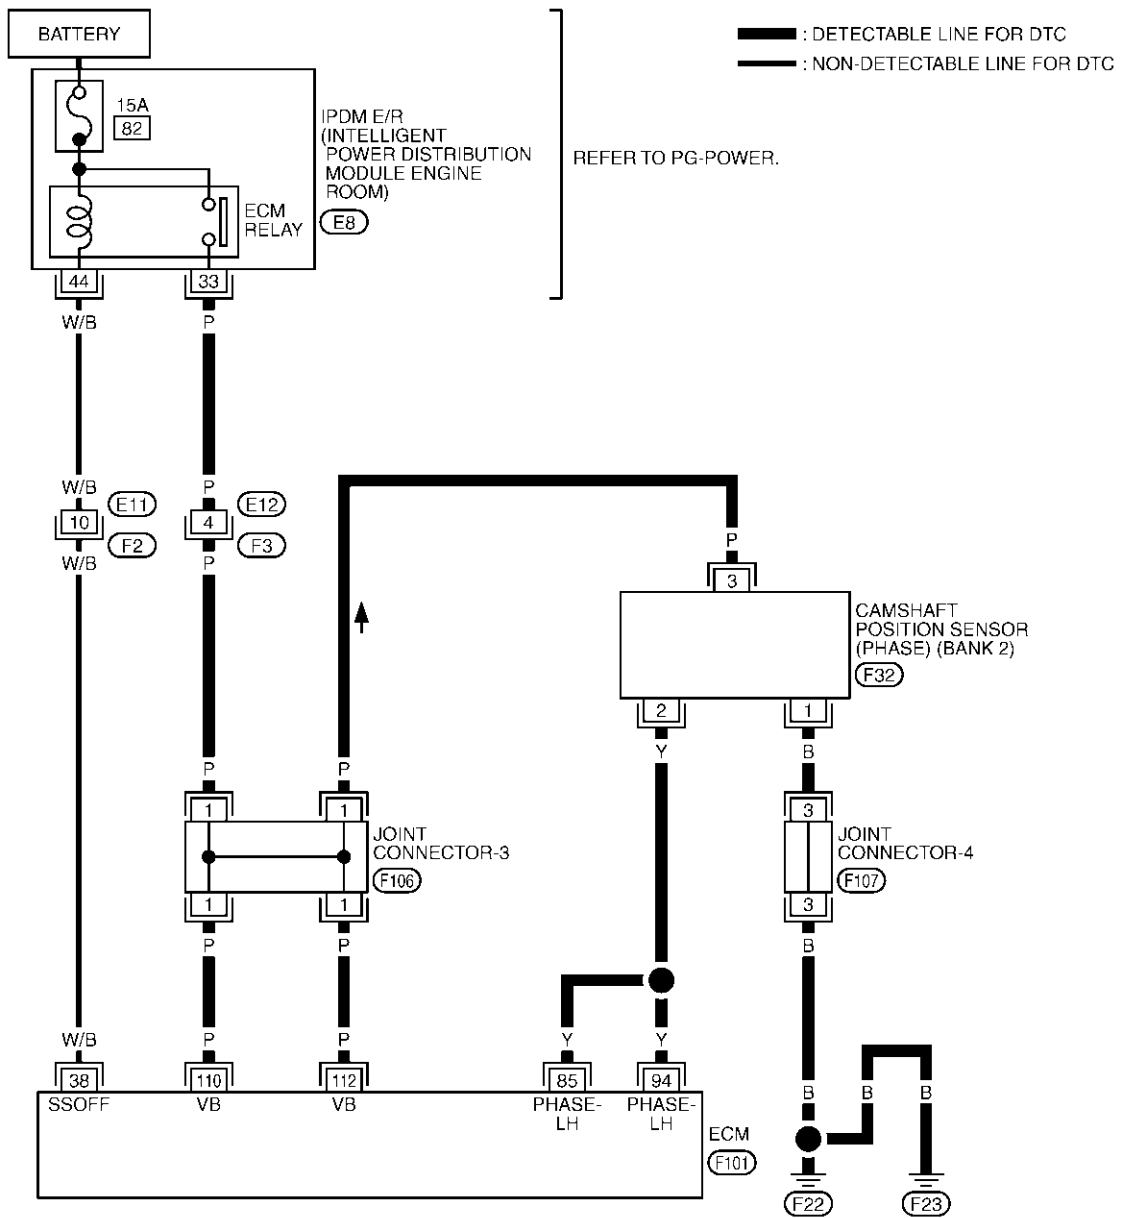 BATTERY
: DETECTABLE LINE FOR DTC
: NON-DETECTABLE LINE FOR DTC
15A
82
IPDM E/R
(INTELLIGENT
POWER DISTRIBUTION
MODULE ENGINE
ROOM)
E8
REFER TO PG-POWER.
ECM
RELAY
44
33
W/B
P
W/B
P
E11
E12
10
4
F2
F3
W/B
P
P
3
CAMSHAFT
POSITION SENSOR
(PHASE) (BANK 2)
F32
2
1
Y
B
P
P
1
1
3
JOINT
CONNECTOR-3
F106
JOINT
CONNECTOR-4
F107
1
1
3
P
P
B
W/B
P
P
Y
Y
38
110
112
85
94
SSOFF
VB
VB
PHASE-
LH
PHASE-
LH
B
B
B
ECM
F101
F22
F23